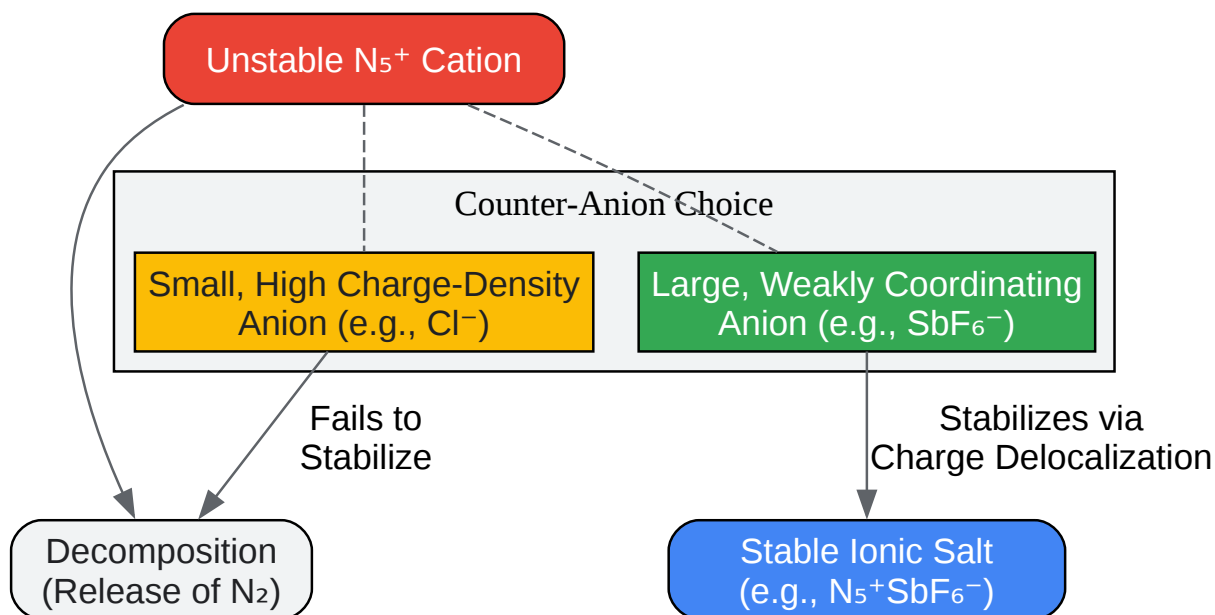 Unstable N₅⁺ Cation
Counter-Anion Choice
Small, High Charge-Density
Anion (e.g., Cl⁻)
Large, Weakly Coordinating
Anion (e.g., SbF₆⁻)
Fails to
Stabilize
Stabilizes via
Charge Delocalization
Decomposition
(Release of N₂)
Stable Ionic Salt
(e.g., N₅⁺SbF₆⁻)